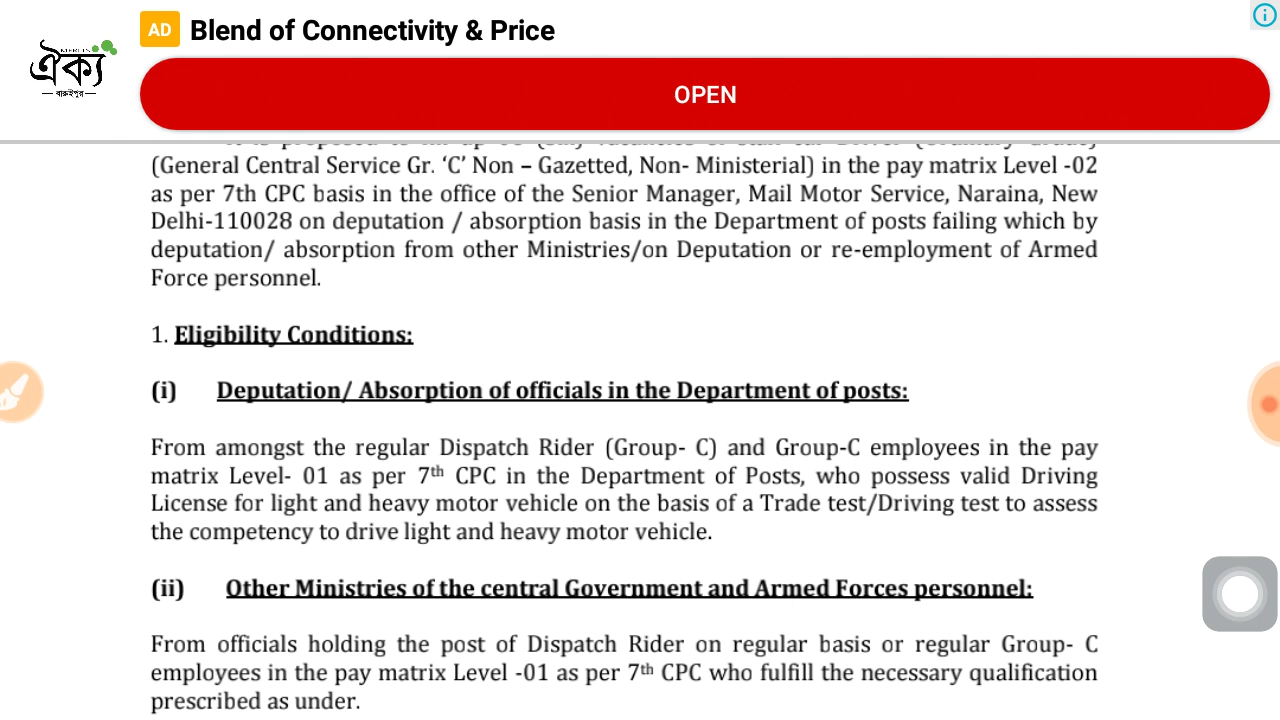 AD Blend of Connectivity & Price
MERLIN
ঐক্য
বারুইপুর
OPEN
(General Central Service Gr. ‘C’ Non – Gazetted, Non- Ministerial) in the pay matrix Level -02
as per 7th CPC basis in the office of the Senior Manager, Mail Motor Service, Naraina, New
Delhi-110028 on deputation / absorption basis in the Department of posts failing which by
deputation/ absorption from other Ministries/on Deputation or re-employment of Armed
Force personnel.
1. Eligibility Conditions:
(i) Deputation/ Absorption of officials in the Department of posts:
From amongst the regular Dispatch Rider (Group- C) and Group-C employees in the pay
matrix Level- 01 as per 7th CPC in the Department of Posts, who possess valid Driving
License for light and heavy motor vehicle on the basis of a Trade test/Driving test to assess
the competency to drive light and heavy motor vehicle.
(ii) Other Ministries of the central Government and Armed Forces personnel:
From officials holding the post of Dispatch Rider on regular basis or regular Group- C
employees in the pay matrix Level -01 as per 7th CPC who fulfill the necessary qualification
prescribed as under.